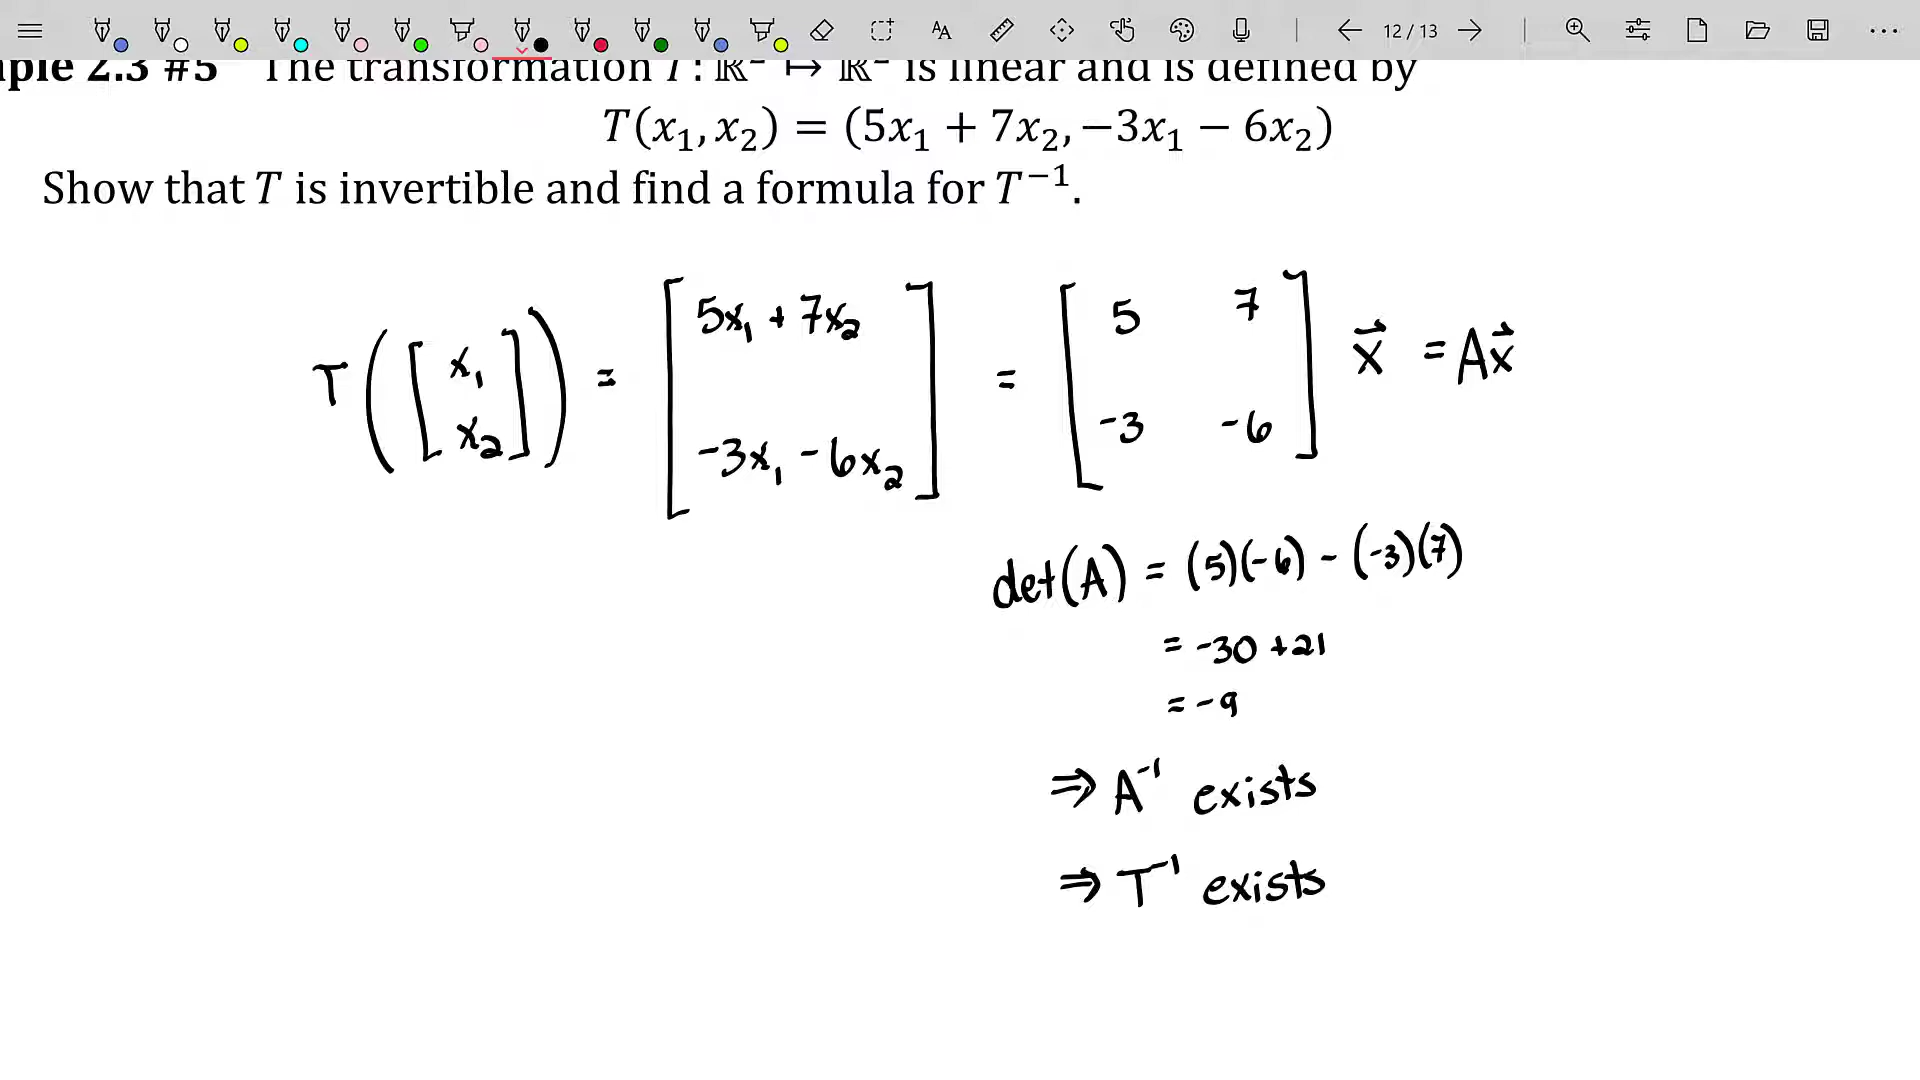 12 / 13
ple 2.3 #5 The transformation T: ℝ² ↦ ℝ² is linear and is defined by
T(x₁, x₂) = (5x₁ + 7x₂, −3x₁ − 6x₂)
Show that T is invertible and find a formula for T⁻¹.
T([x₁ x₂]) = [5x₁ + 7x₂ -3x₁ - 6x₂] = [5 7 -3 -6] x⃗ = Ax⃗
det(A) = (5)(-6) - (-3)(7)
= -30 + 21
= -9
⇒ A⁻¹ exists
⇒ T⁻¹ exists